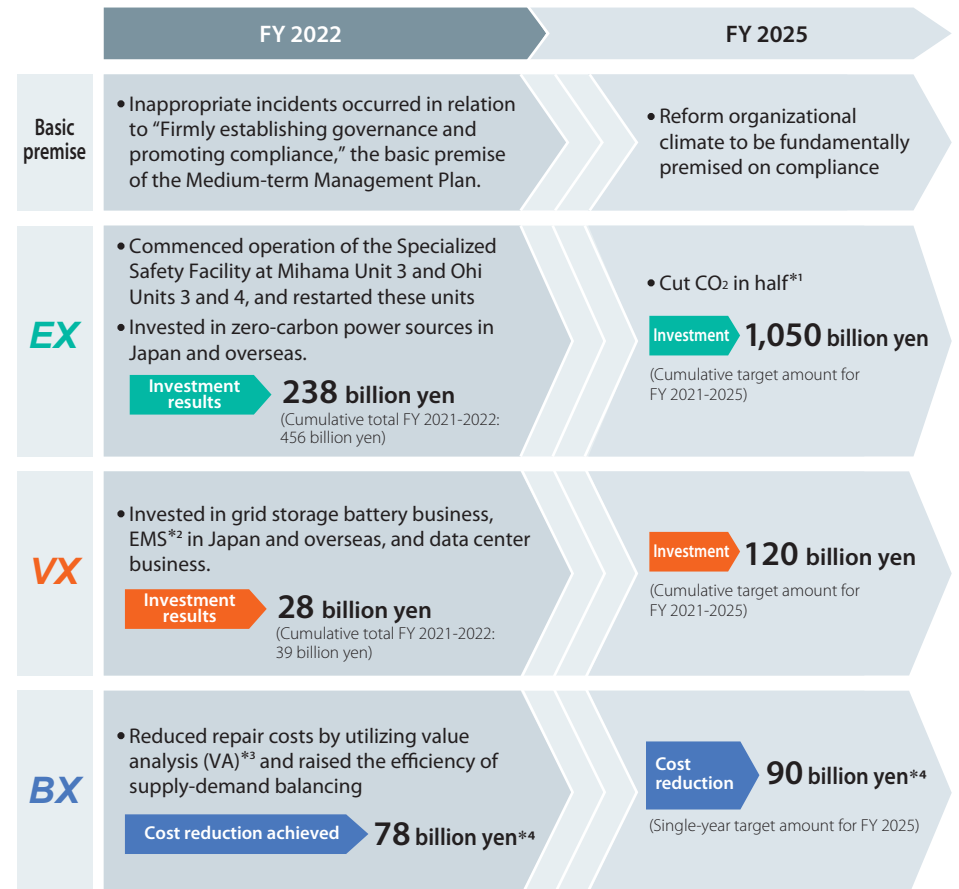 FY 2022
FY 2025
Basic
premise
• Inappropriate incidents occurred in relation
to “Firmly establishing governance and
promoting compliance,” the basic premise
of the Medium-term Management Plan.
• Reform organizational
climate to be fundamentally
premised on compliance
EX
• Commenced operation of the Specialized
Safety Facility at Mihama Unit 3 and Ohi
Units 3 and 4, and restarted these units
• Invested in zero-carbon power sources in
Japan and overseas.
Investment
results
238 billion yen
(Cumulative total FY 2021-2022:
456 billion yen)
• Cut CO2 in half*1
Investment
1,050 billion yen
(Cumulative target amount for
FY 2021-2025)
VX
• Invested in grid storage battery business,
EMS*2 in Japan and overseas, and data center
business.
Investment
results
28 billion yen
(Cumulative total FY 2021-2022:
39 billion yen)
Investment
120 billion yen
(Cumulative target amount for
FY 2021-2025)
BX
• Reduced repair costs by utilizing value
analysis (VA)*3 and raised the efficiency of
supply-demand balancing
Cost reduction achieved
78 billion yen*4
Cost
reduction
90 billion yen*4
(Single-year target amount for FY 2025)